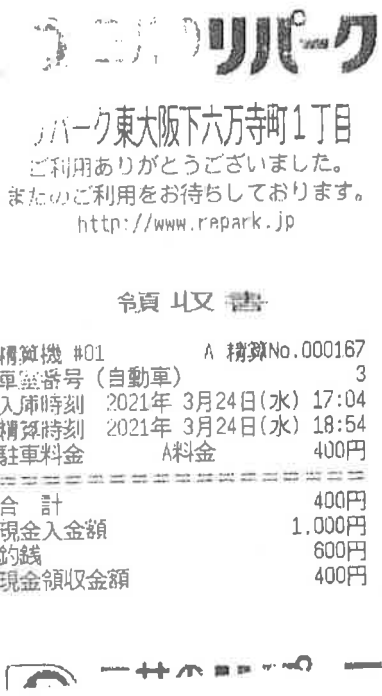 リパーク
リパーク東大阪下六万寺町1丁目
ご利用ありがとうございました。
またのご利用をお待ちしております。
http://www.repark.jp
領収書
精算機 #01 A 精算No.000167
車室番号(自動車) 3
入庫時刻 2021年 3月24日(水) 17:04
精算時刻 2021年 3月24日(水) 18:54
駐車料金 A料金 400円
合 計 400円
現金入金額 1,000円
釣銭 600円
現金領収金額 400円